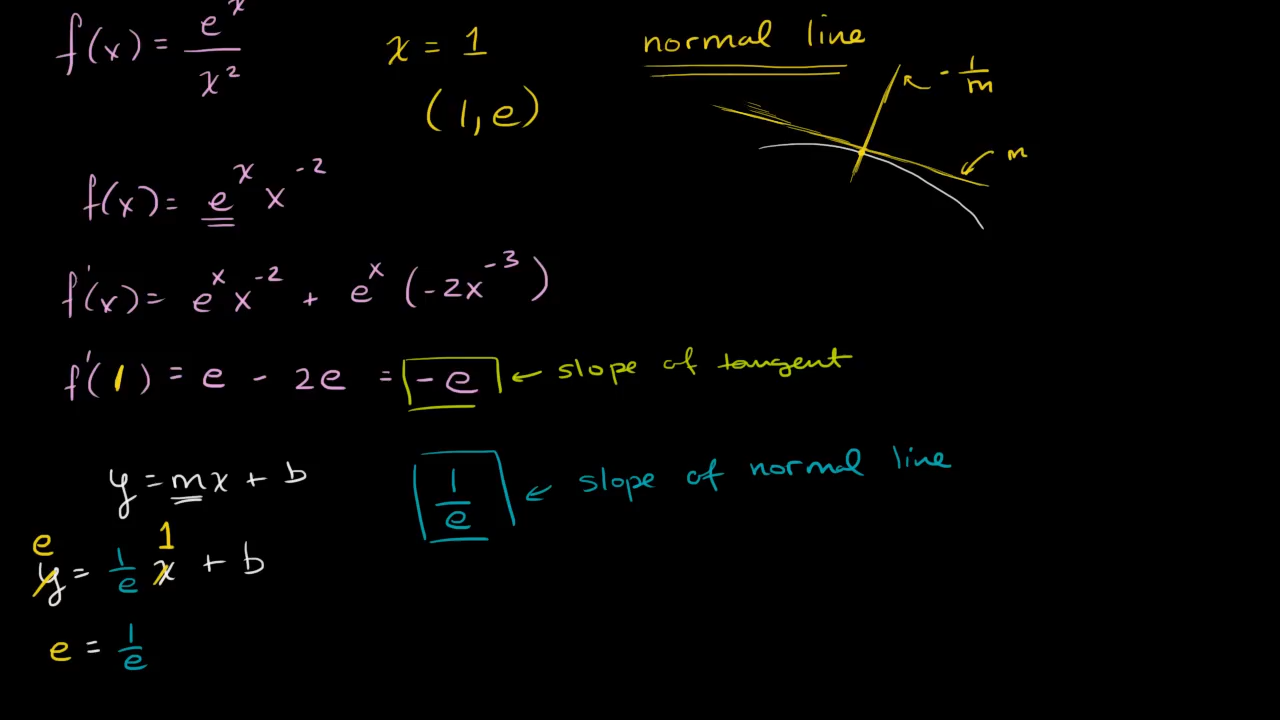 f(x) = e^x / x^2
x = 1
(1, e)
normal line
- 1/m
m
f(x) = e^x x^-2
f'(x) = e^x x^-2 + e^x (-2x^-3)
f'(1) = e - 2e = -e ← slope of tangent
y = mx + b
1/e ← slope of normal line
e 1
y = 1/e x + b
e = 1/e